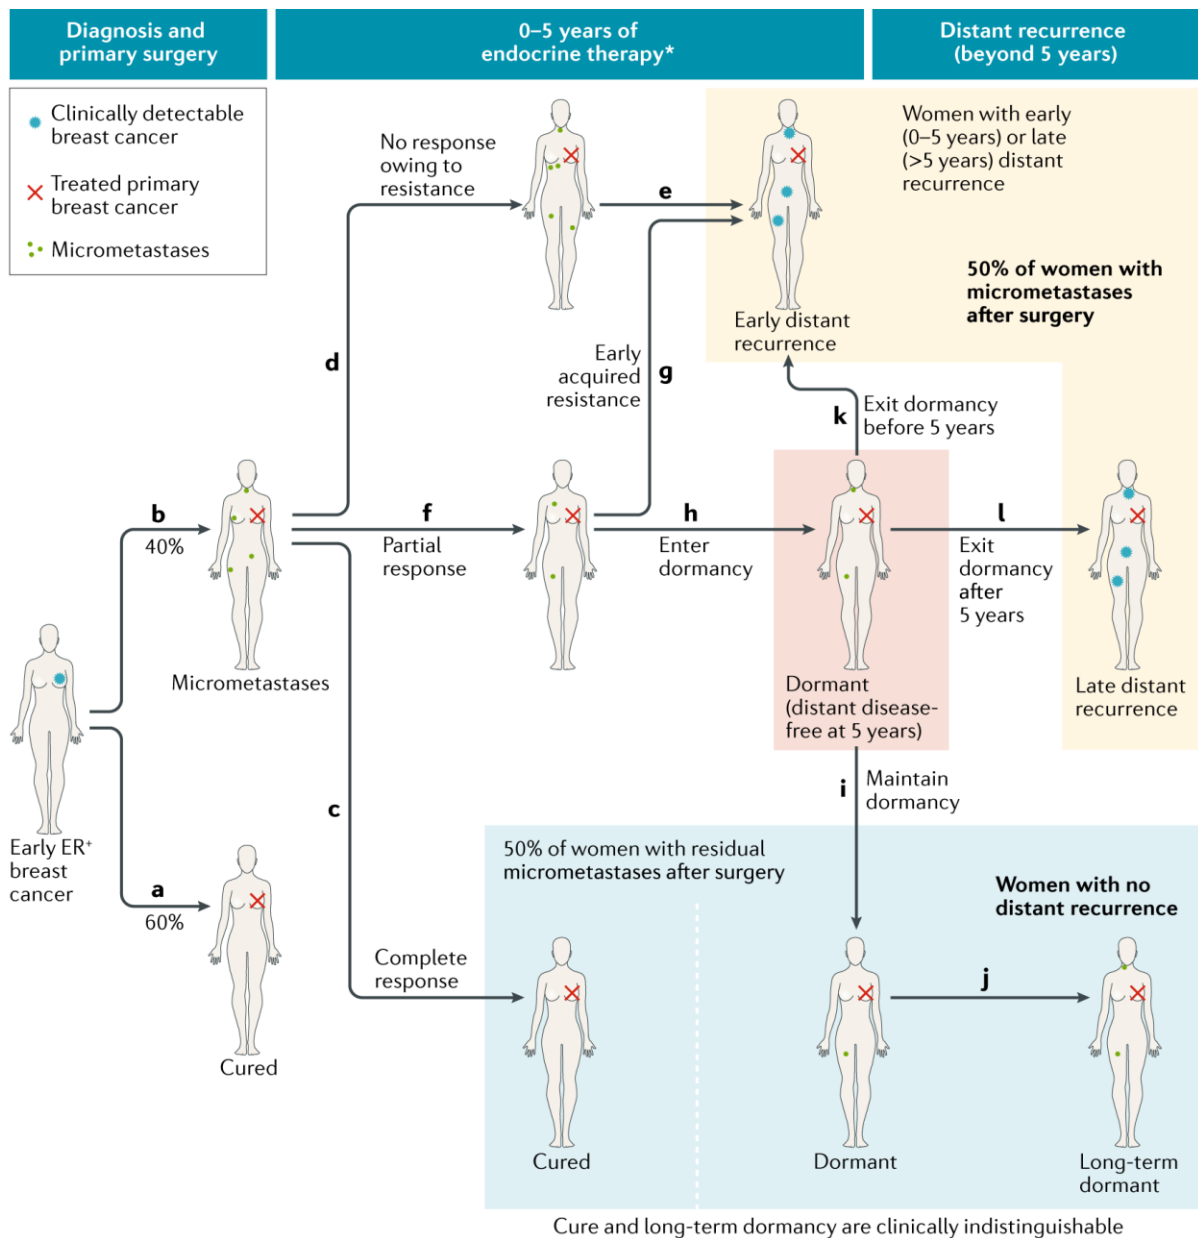 Diagnosis and
primary surgery
0–5 years of
endocrine therapy*
Distant recurrence
(beyond 5 years)
Clinically detectable
breast cancer
Treated primary
breast cancer
Micrometastases
No response
owing to
resistance
e
Women with early
(0–5 years) or late
(>5 years) distant
recurrence
50% of women with
micrometastases
after surgery
Early distant
recurrence
d
Early
acquired
resistance
g
k
Exit dormancy
before 5 years
b
40%
f
Partial
response
h
Enter
dormancy
l
Exit
dormancy
after
5 years
Micrometastases
Dormant
(distant disease-
free at 5 years)
Late distant
recurrence
c
i
Maintain
dormancy
Early ER⁺
breast
cancer
a
60%
Cured
50% of women with residual
micrometastases after surgery
Women with no
distant recurrence
Complete
response
j
Cured
Dormant
Long-term
dormant
Cure and long-term dormancy are clinically indistinguishable